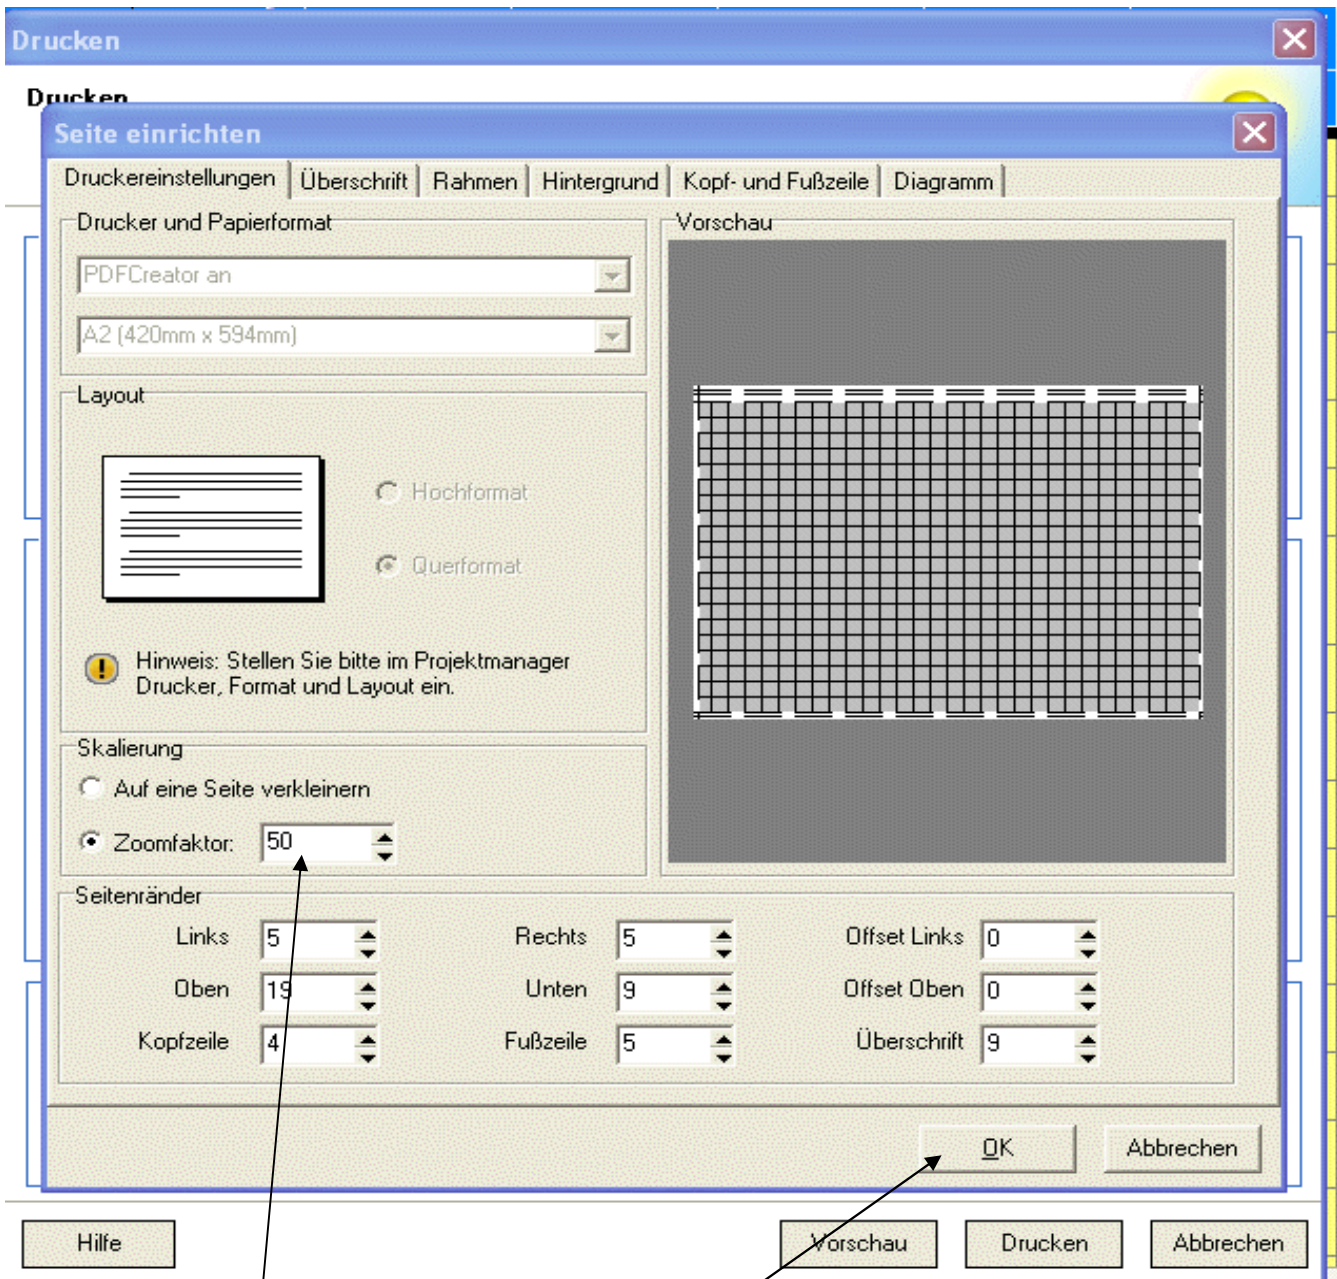 Drucken
Drucken
Seite einrichten
Druckereinstellungen Überschrift Rahmen Hintergrund Kopf- und Fußzeile Diagramm
Drucker und Papierformat
PDFCreator an
A2 (420mm x 594mm)
Vorschau
Layout
Hochformat
Querformat
Hinweis: Stellen Sie bitte im Projektmanager
Drucker, Format und Layout ein.
Skalierung
Auf eine Seite verkleinern
Zoomfaktor: 50
Seitenränder
Links 5 Rechts 5 Offset Links 0
Oben 19 Unten 9 Offset Oben 0
Kopfzeile 4 Fußzeile 5 Überschrift 9
OK Abbrechen
Hilfe Vorschau Drucken Abbrechen